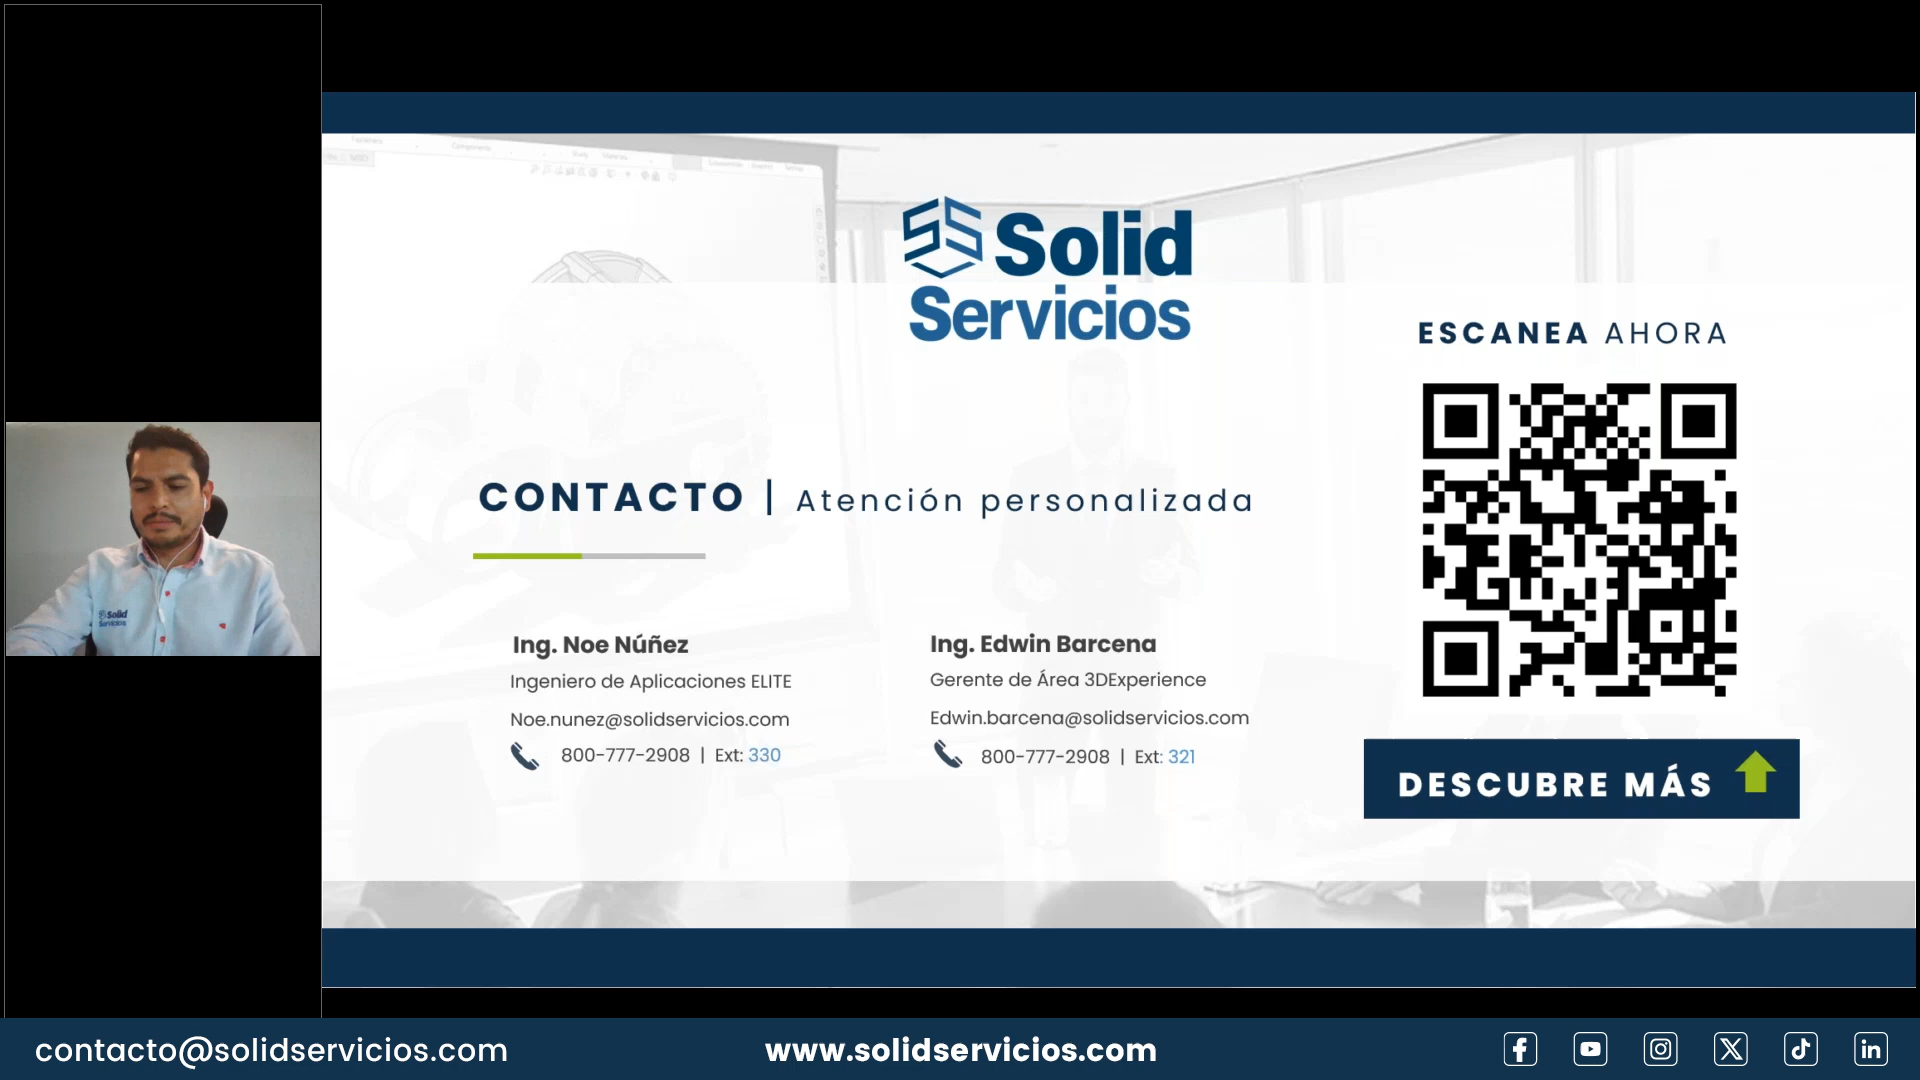 Solid
Servicios
ESCANEA AHORA
CONTACTO | Atención personalizada
Ing. Noe Núñez
Ingeniero de Aplicaciones ELITE
Noe.nunez@solidservicios.com
800-777-2908 | Ext: 330
Ing. Edwin Barcena
Gerente de Área 3DExperience
Edwin.barcena@solidservicios.com
800-777-2908 | Ext: 321
DESCUBRE MÁS
Solid
Servicios
contacto@solidservicios.com
www.solidservicios.com